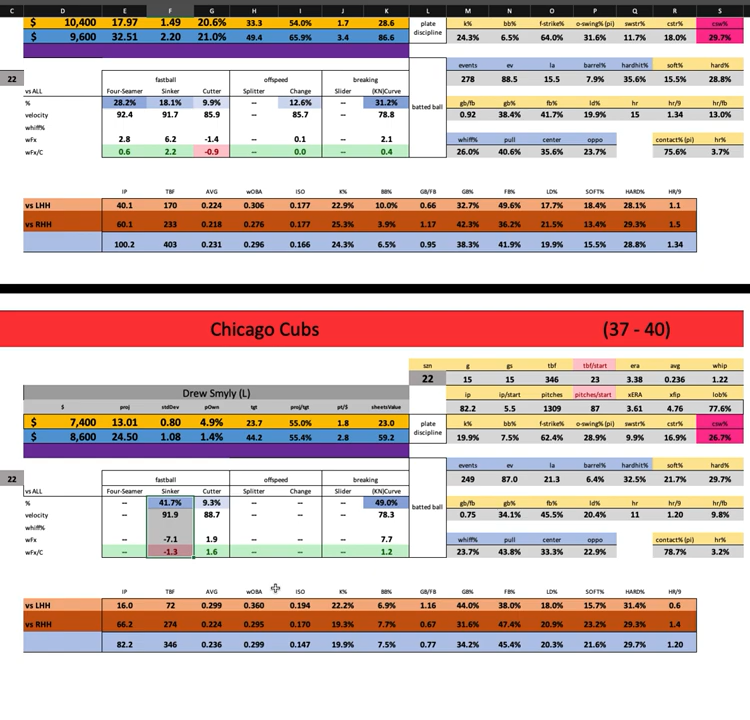 C D E F G H I J K L M N O P Q R S
$ 10,400 17.97 1.49 20.6% 33.3 54.0% 1.7 28.6 plate discipline k% bb% f-strike% o-swing% (pi) swstr% cstr% csw%
$ 9,600 32.51 2.20 21.0% 49.4 65.9% 3.4 86.6 24.3% 6.5% 64.0% 31.6% 11.7% 18.0% 29.7%
events ev la barrel% hardhit% soft% hard%
22 fastball offspeed breaking 278 88.5 15.5 7.9% 35.6% 15.5% 28.8%
vs ALL Four-Seamer Sinker Cutter Splitter Change Slider (KN)Curve batted ball
% 28.2% 18.1% 9.9% -- 12.6% -- 31.2% gb/fb gb% fb% ld% hr hr/9 hr/fb
velocity 92.4 91.7 85.9 -- 85.7 -- 78.8 0.92 38.4% 41.7% 19.9% 15 1.34 13.0%
whiff%
wFx 2.8 6.2 -1.4 -- 0.1 -- 2.1 whiff% pull center oppo contact% (pi) hr%
wFx/C 0.6 2.2 -0.9 -- 0.0 -- 0.4 26.0% 40.6% 35.6% 23.7% 75.6% 3.7%
IP TBF AVG wOBA ISO K% BB% GB/FB GB% FB% LD% SOFT% HARD% HR/9
vs LHH 40.1 170 0.224 0.306 0.177 22.9% 10.0% 0.66 32.7% 49.6% 17.7% 18.4% 28.1% 1.1
vs RHH 60.1 233 0.218 0.276 0.177 25.3% 3.9% 1.17 42.3% 36.2% 21.5% 13.4% 29.3% 1.5
100.2 403 0.231 0.296 0.166 24.3% 6.5% 0.95 38.3% 41.9% 19.9% 15.5% 28.8% 1.34
Chicago Cubs (37 - 40)
szn g gs tbf tbf/start era avg whip
22 15 15 346 23 3.38 0.236 1.22
Drew Smyly (L) ip ip/start pitches pitches/start xERA xfip lob%
$ proj stdDev pOwn tgt proj/tgt pt/$ sheetsValue 82.2 5.5 1309 87 3.61 4.76 77.6%
$ 7,400 13.01 0.80 4.9% 23.7 55.0% 1.8 23.0 plate discipline k% bb% f-strike% o-swing% (pi) swstr% cstr% csw%
$ 8,600 24.50 1.08 1.4% 44.2 55.4% 2.8 59.2 19.9% 7.5% 62.4% 28.9% 9.9% 16.9% 26.7%
events ev la barrel% hardhit% soft% hard%
22 fastball offspeed breaking 249 87.0 21.3 6.4% 32.5% 21.7% 29.7%
vs ALL Four-Seamer Sinker Cutter Splitter Change Slider (KN)Curve batted ball
% -- 41.7% 9.3% -- -- -- 49.0% gb/fb gb% fb% ld% hr hr/9 hr/fb
velocity -- 91.9 88.7 -- -- -- 78.3 0.75 34.1% 45.5% 20.4% 11 1.20 9.8%
whiff%
wFx -- -7.1 1.9 -- -- -- 7.7 whiff% pull center oppo contact% (pi) hr%
wFx/C -- -1.3 1.6 -- -- -- 1.2 23.7% 43.8% 33.3% 22.9% 78.7% 3.2%
IP TBF AVG wOBA ISO K% BB% GB/FB GB% FB% LD% SOFT% HARD% HR/9
vs LHH 16.0 72 0.299 0.360 0.194 22.2% 6.9% 1.16 44.0% 38.0% 18.0% 15.7% 31.4% 0.6
vs RHH 66.2 274 0.224 0.295 0.170 19.3% 7.7% 0.67 31.6% 47.4% 20.9% 23.2% 29.3% 1.4
82.2 346 0.236 0.299 0.147 19.9% 7.5% 0.77 34.2% 45.4% 20.3% 21.6% 29.7% 1.20